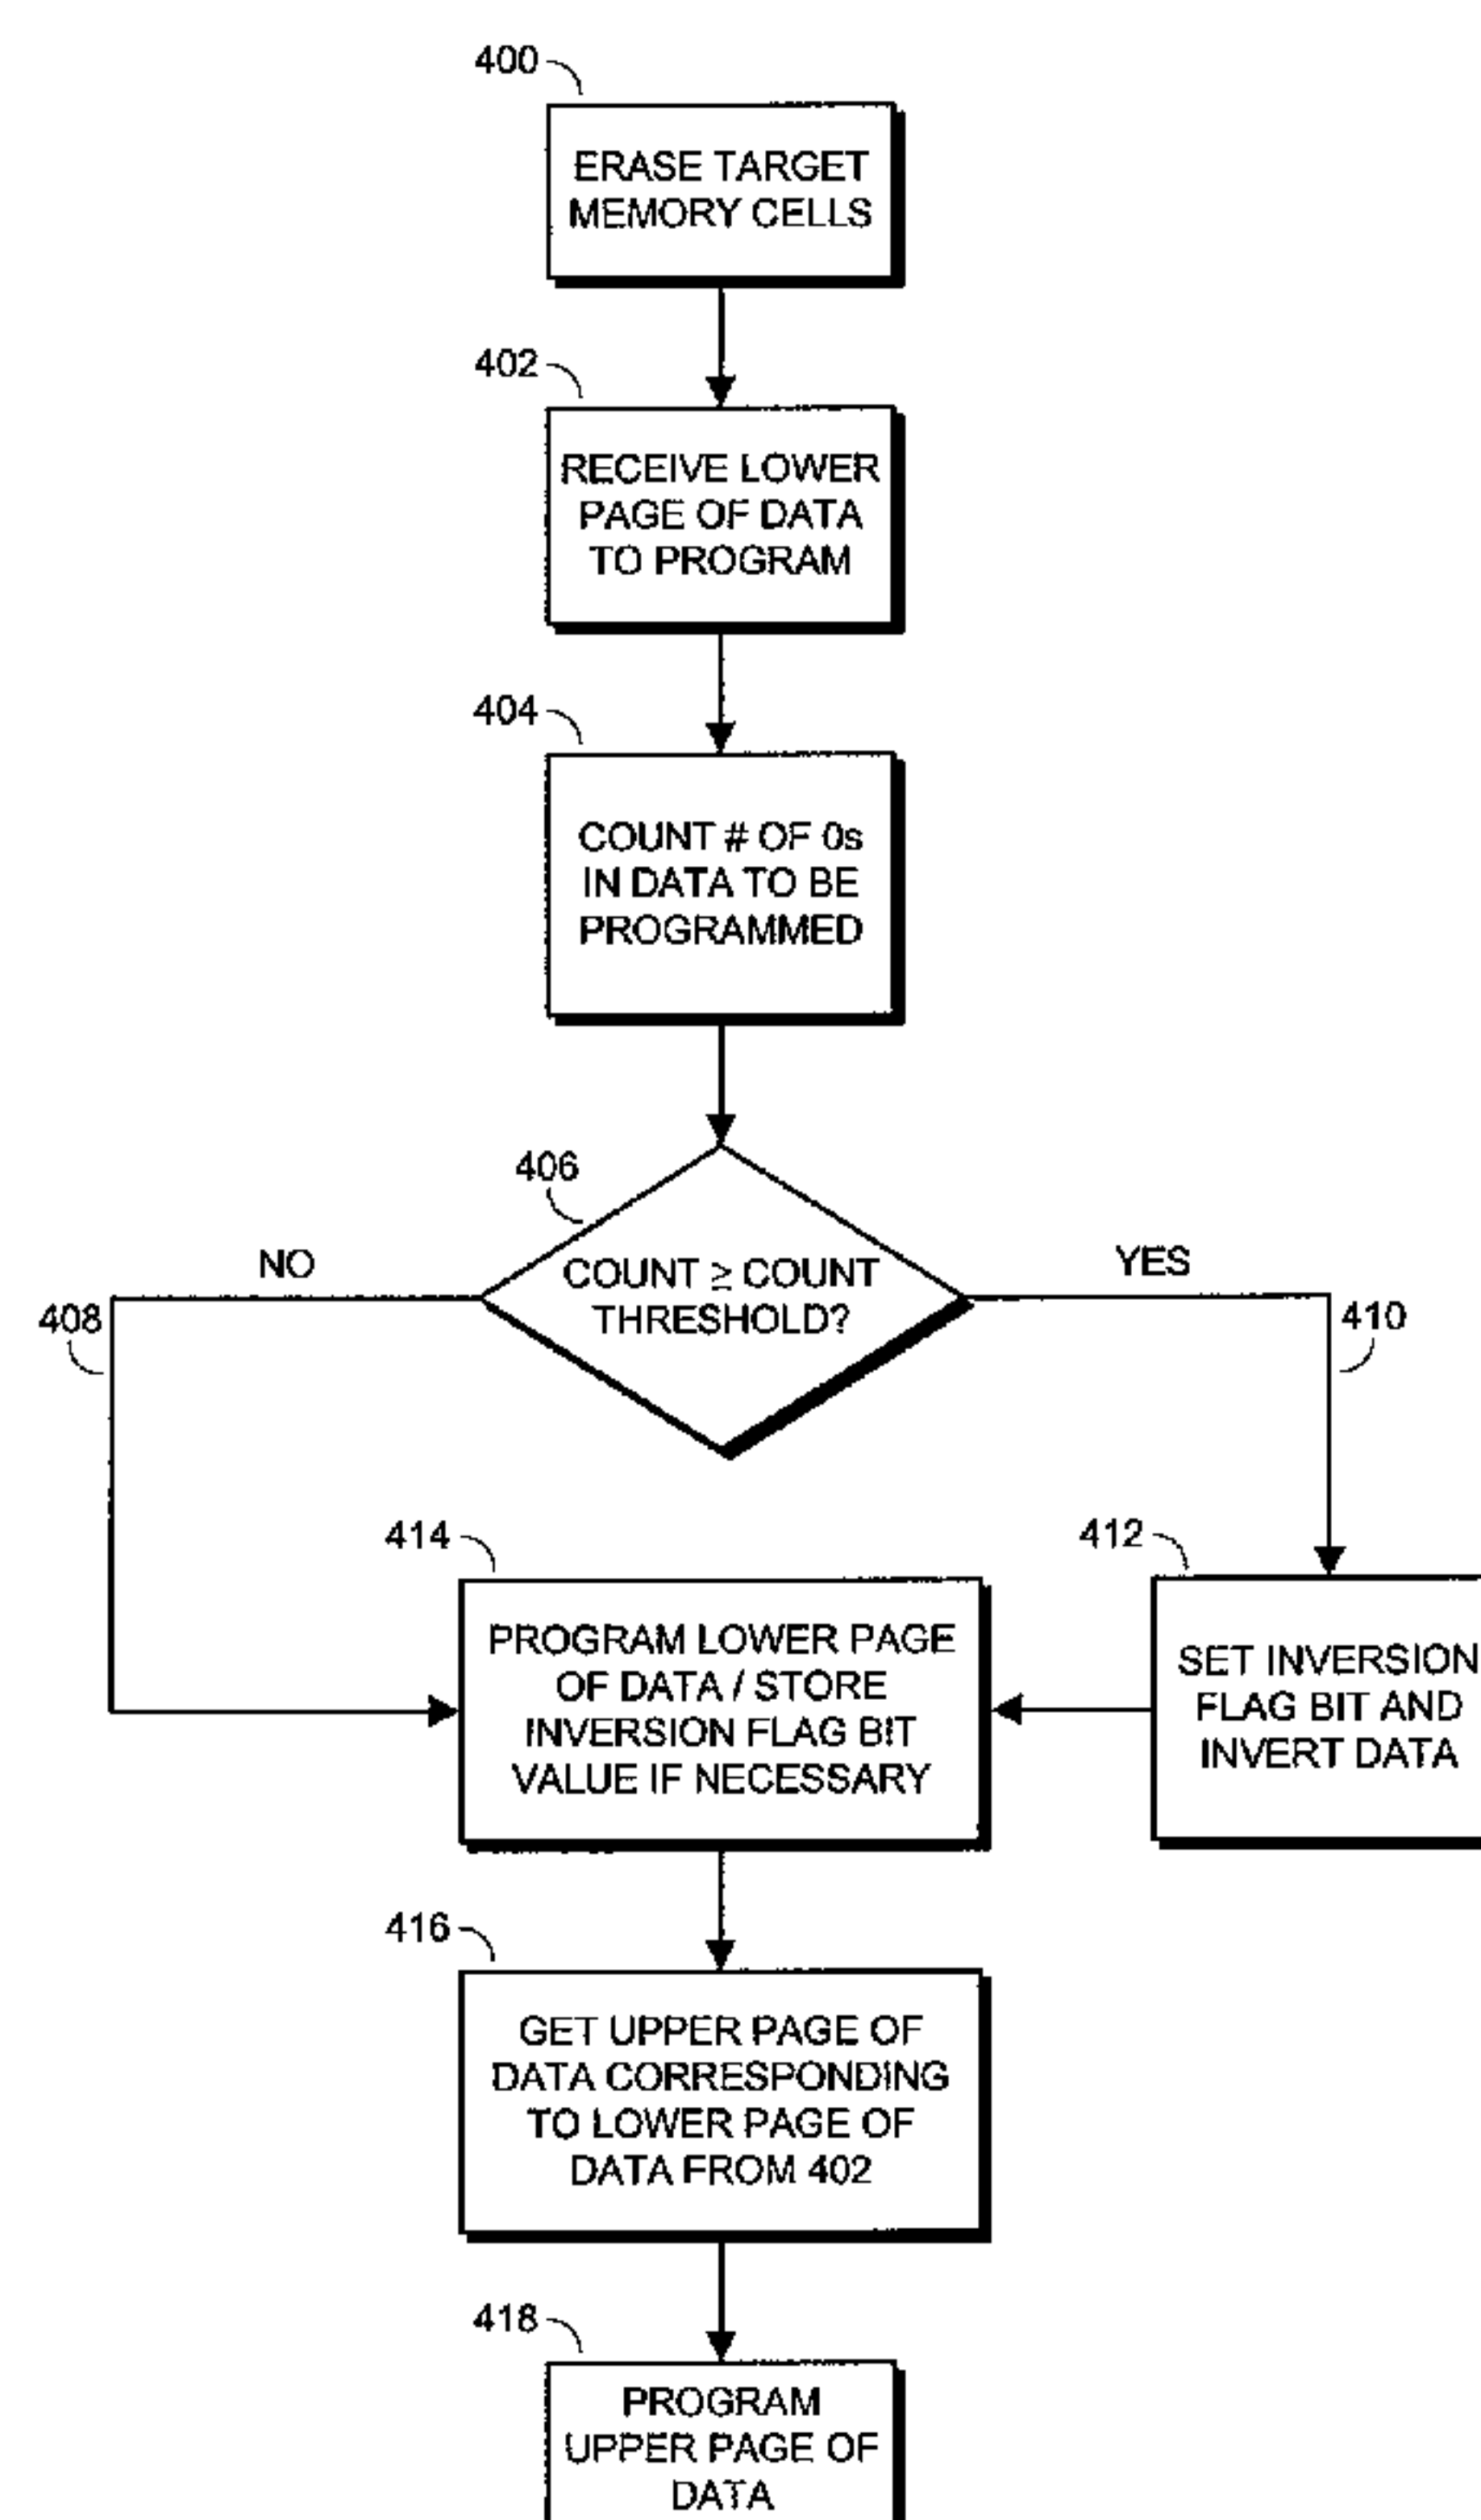 400
ERASE TARGET
MEMORY CELLS
402
RECEIVE LOWER
PAGE OF DATA
TO PROGRAM
404
COUNT # OF 0s
IN DATA TO BE
PROGRAMMED
406
COUNT ≥ COUNT
THRESHOLD?
NO
408
YES
410
414
PROGRAM LOWER PAGE
OF DATA / STORE
INVERSION FLAG BIT
VALUE IF NECESSARY
412
SET INVERSION
FLAG BIT AND
INVERT DATA
416
GET UPPER PAGE OF
DATA CORRESPONDING
TO LOWER PAGE OF
DATA FROM 402
418
PROGRAM
UPPER PAGE OF
DATA